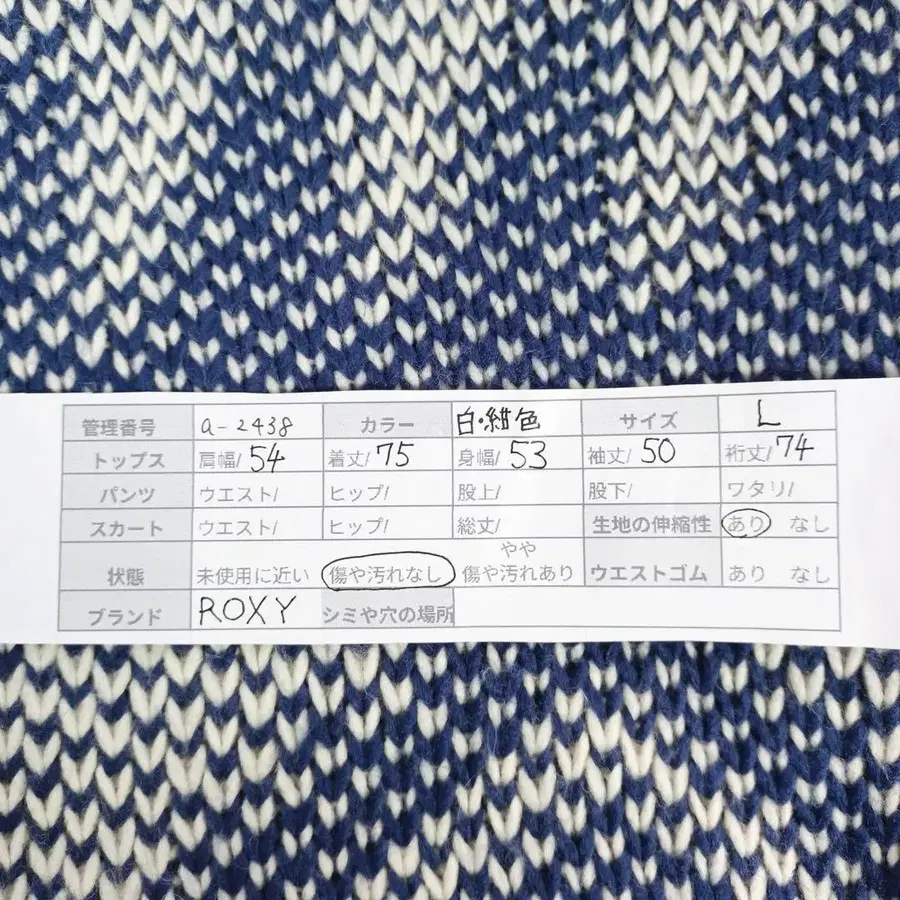 管理番号 a-2438 カラー 白・紺色 サイズ L
トップス 肩幅/ 54 着丈/ 75 身幅/ 53 袖丈/ 50 裄丈/ 74
パンツ ウエスト/ ヒップ/ 股上/ 股下/ ワタリ/
スカート ウエスト/ ヒップ/ 総丈/ 生地の伸縮性 あり なし
状態 未使用に近い 傷や汚れなし やや傷や汚れあり ウエストゴム あり なし
ブランド ROXY シミや穴の場所